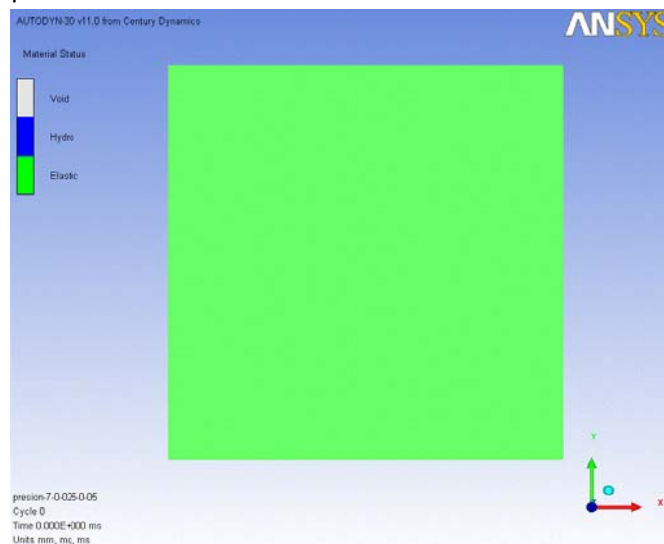 AUTODYN-3D v11.0 from Century Dynamics
ANSYS
Material Status
Void
Hydro
Elastic
Y
X
presion-7-0-025-0-05
Cycle 0
Time 0.000E+000 ms
Units mm, mc, ms